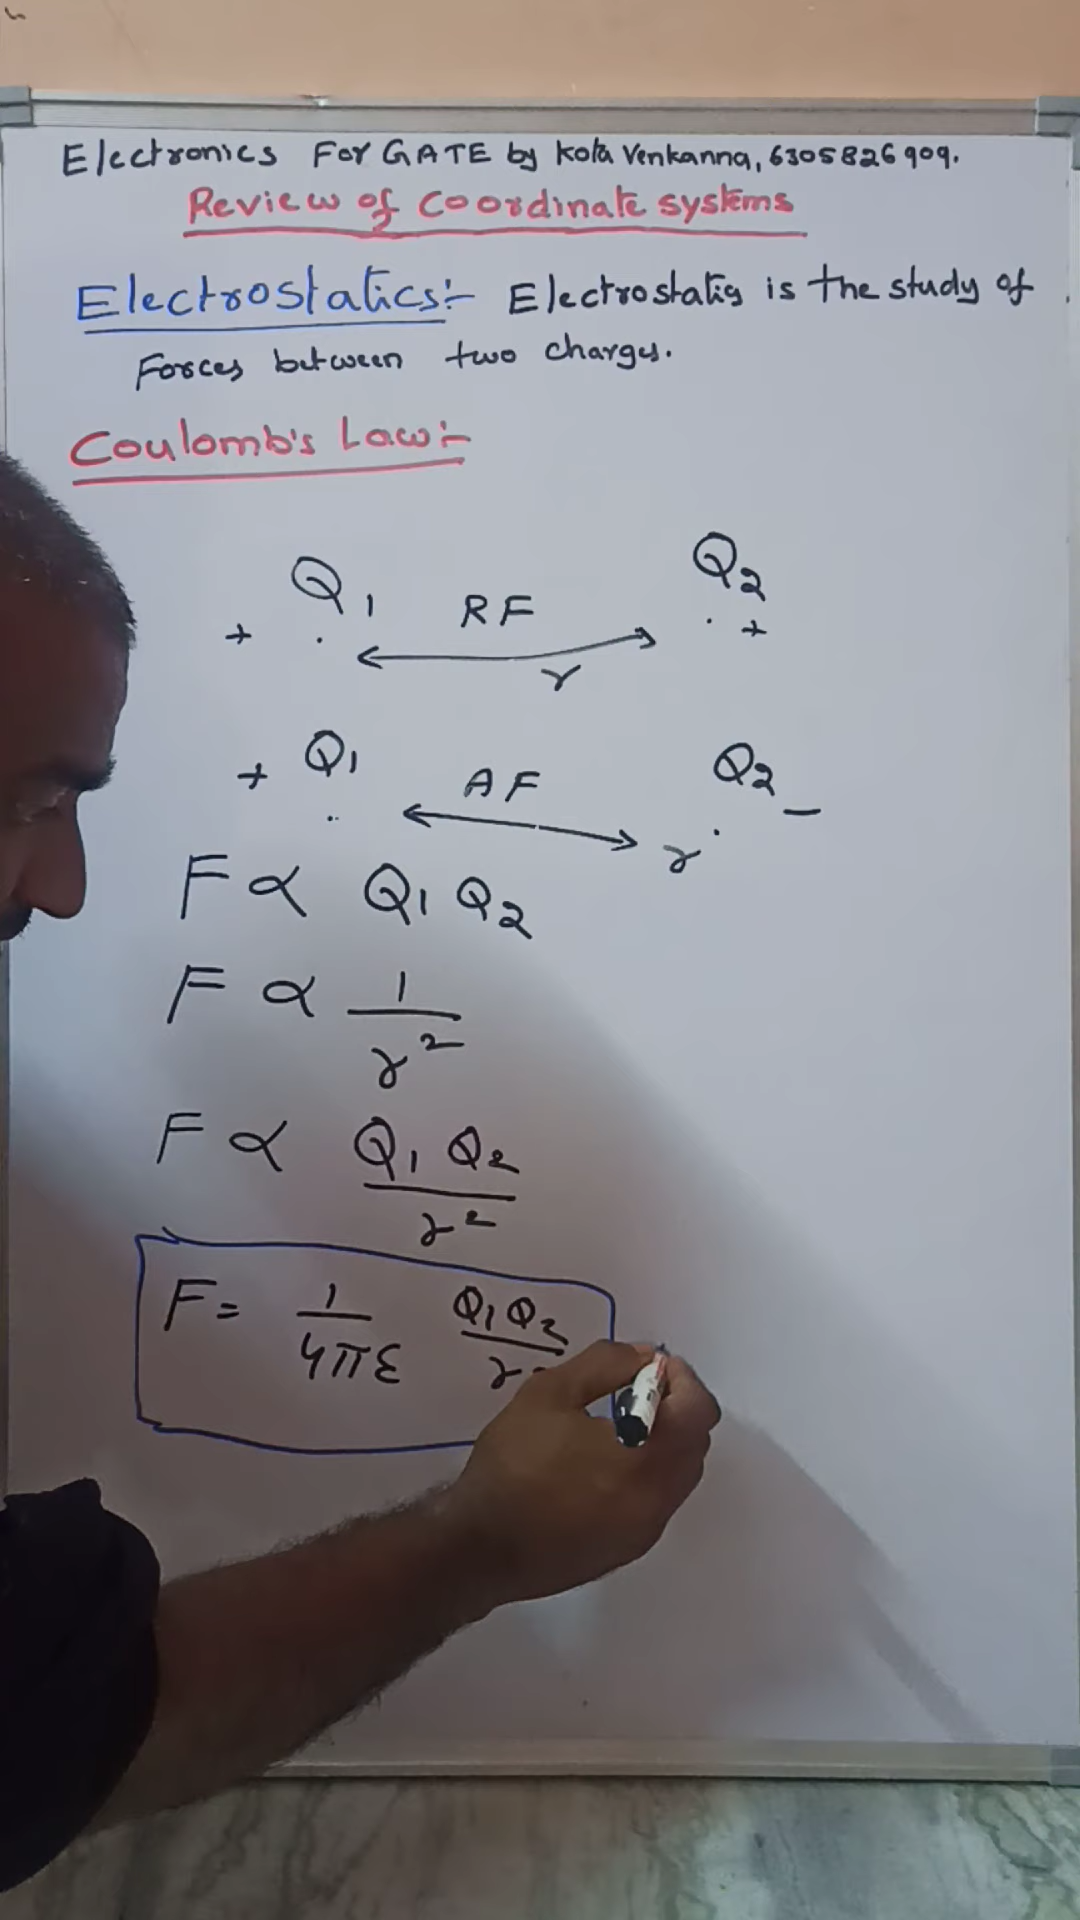 Electronics For GATE by Kota Venkanna, 6305826909.
Review of Coordinate systems
Electrostatics:- Electrostatics is the study of
Forces between two charges.
Coulomb's Law:-
Q1 RF Q2
+ +
r
+ Q1 AF Q2 -
r
F ∝ Q1 Q2
F ∝ 1/r²
F ∝ Q1 Q2/r²
F = 1/4πε Q1 Q2/r²